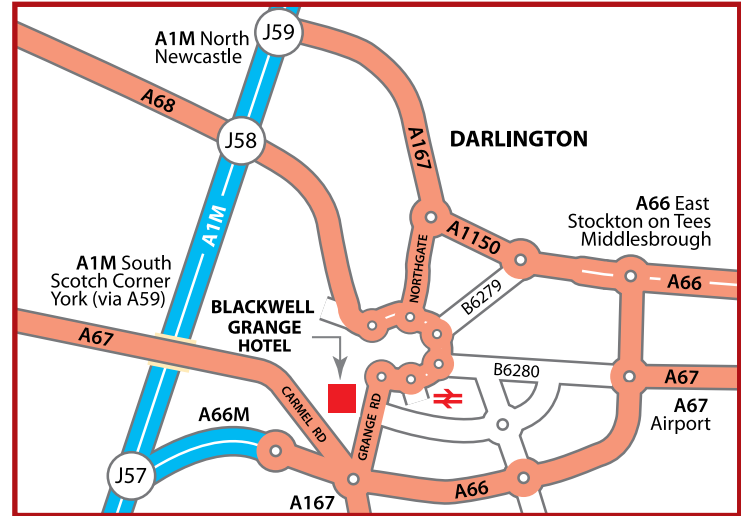 J59
A1M North
Newcastle
A68
J58
A167
DARLINGTON
A66 East
Stockton on Tees
Middlesbrough
A1150
A1M
NORTHGATE
A66
A1M South
Scotch Corner
York (via A59)
B6279
BLACKWELL
GRANGE
HOTEL
A67
B6280
A67
CARMEL RD
GRANGE RD
A66M
A67
Airport
J57
A66
A167